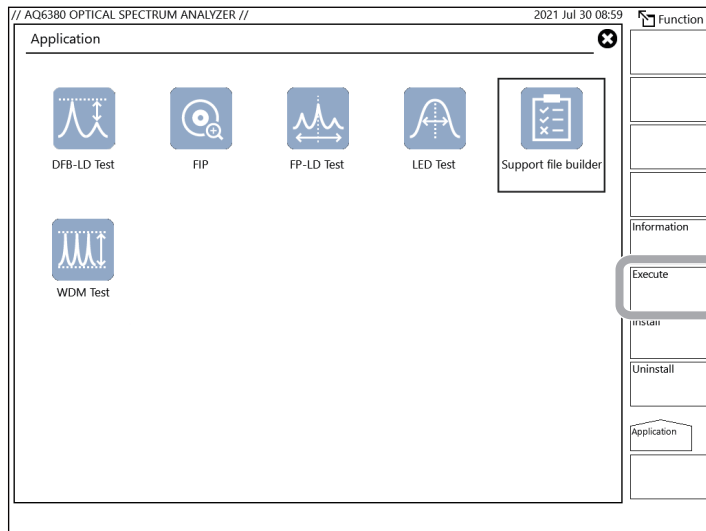 // AQ6380 OPTICAL SPECTRUM ANALYZER //
2021 Jul 30 08:59
Function
Application
DFB-LD Test
FIP
FP-LD Test
LED Test
Support file builder
WDM Test
Information
Execute
Install
Uninstall
Application